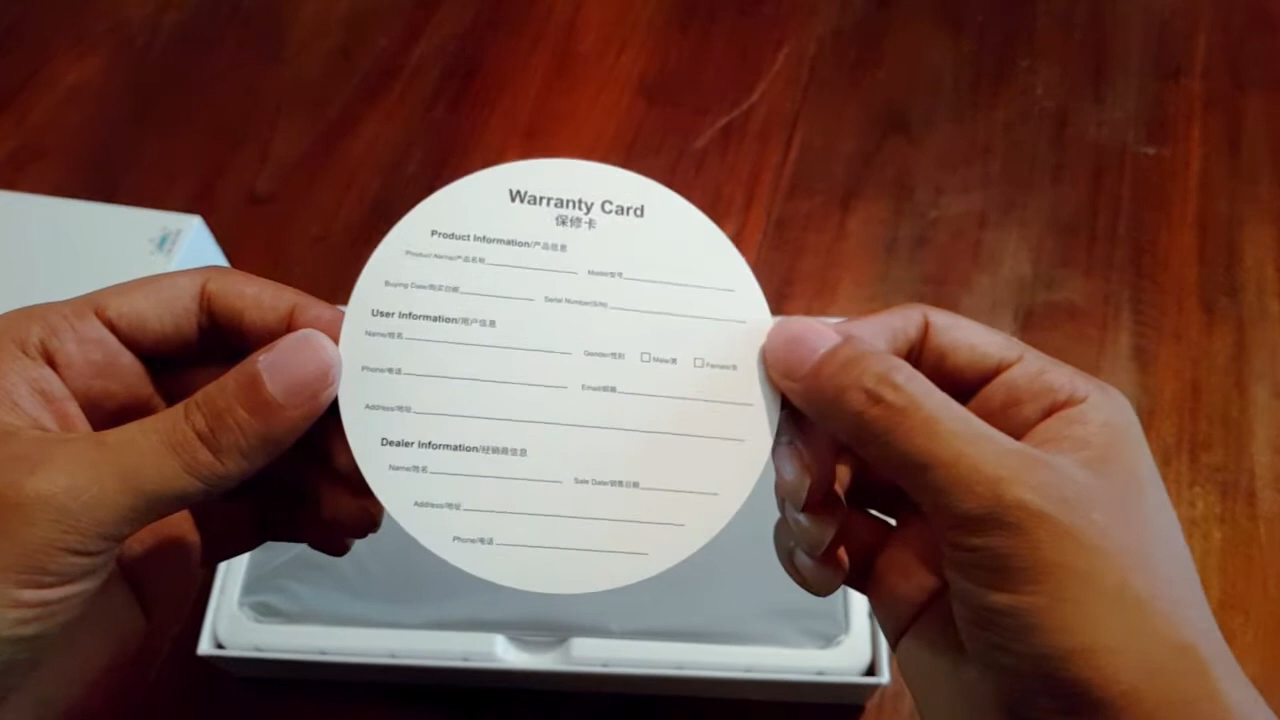 Warranty Card
保修卡
Product Information/产品信息
Product Name/产品名称 Model/型号
Buying Date/购买日期 Serial Number(S/N)
User Information/用户信息
Name/姓名 Gender/性别 Male/男 Female/女
Phone/电话 Email/邮箱
Address/地址
Dealer Information/经销商信息
Name/姓名 Sale Date/销售日期
Address/地址
Phone/电话